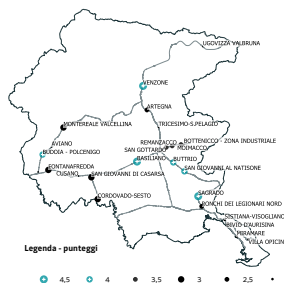 UGOVIZZA VALBRUNA
VENZONE
ARTEGNA
MONTEREALE VALCELLINA
TRICESIMO-S.PELAGIO
AVIANO
REMANZACCO
BOTTENICCO - ZONA INDUSTRIALE
SAN GOTTARDO
MOIMACCO
BUDOIA - POLCENIGO
BASILIANO
BUTTRIO
FONTANAFREDDA
SAN GIOVANNI AL NATISONE
CUSANO
SAN GIOVANNI DI CASARSA
CORDOVADO-SESTO
SAGRADO
RONCHI DEI LEGIONARI NORD
SISTIANA-VISOGLIANO
BIVIO D'AURISINA
MIRAMARE
VILLA OPICIN
Legenda - punteggi
4,5 4 3,5 3 2,5